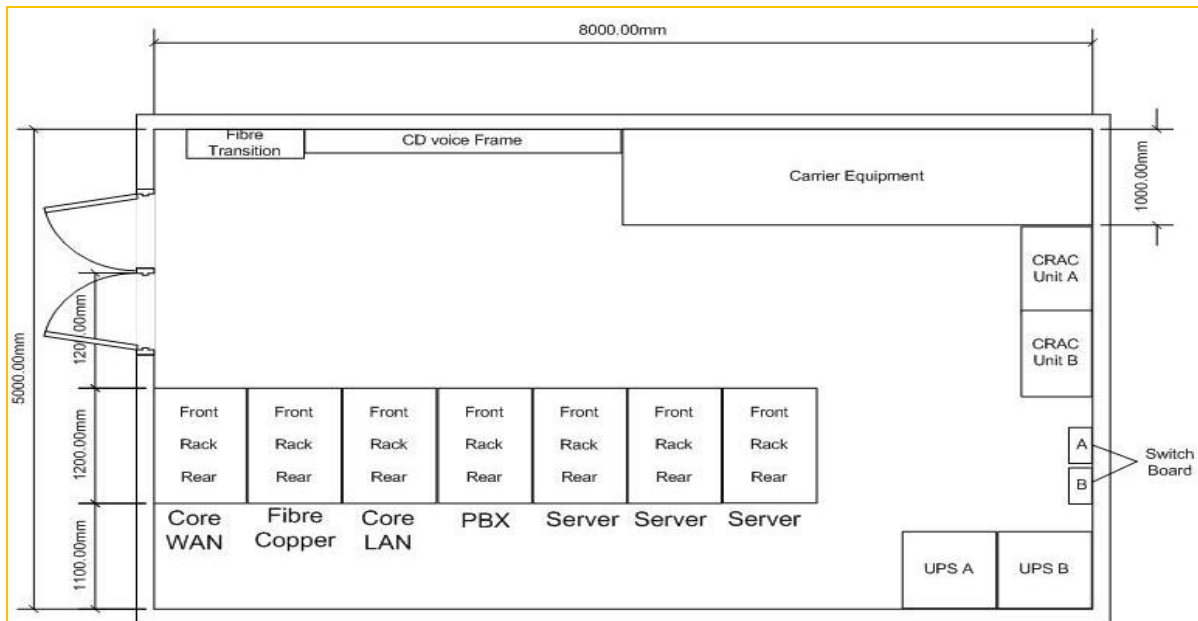 8000.00mm
Fibre
Transition
CD voice Frame
Carrier Equipment
1000.00mm
CRAC
Unit A
CRAC
Unit B
5000.00mm
1200.00mm
1200.00mm
1100.00mm
Front
Rack
Rear
Front
Rack
Rear
Front
Rack
Rear
Front
Rack
Rear
Front
Rack
Rear
Front
Rack
Rear
Front
Rack
Rear
Core
WAN
Fibre
Copper
Core
LAN
PBX
Server
Server
Server
A
B
Switch
Board
UPS A
UPS B